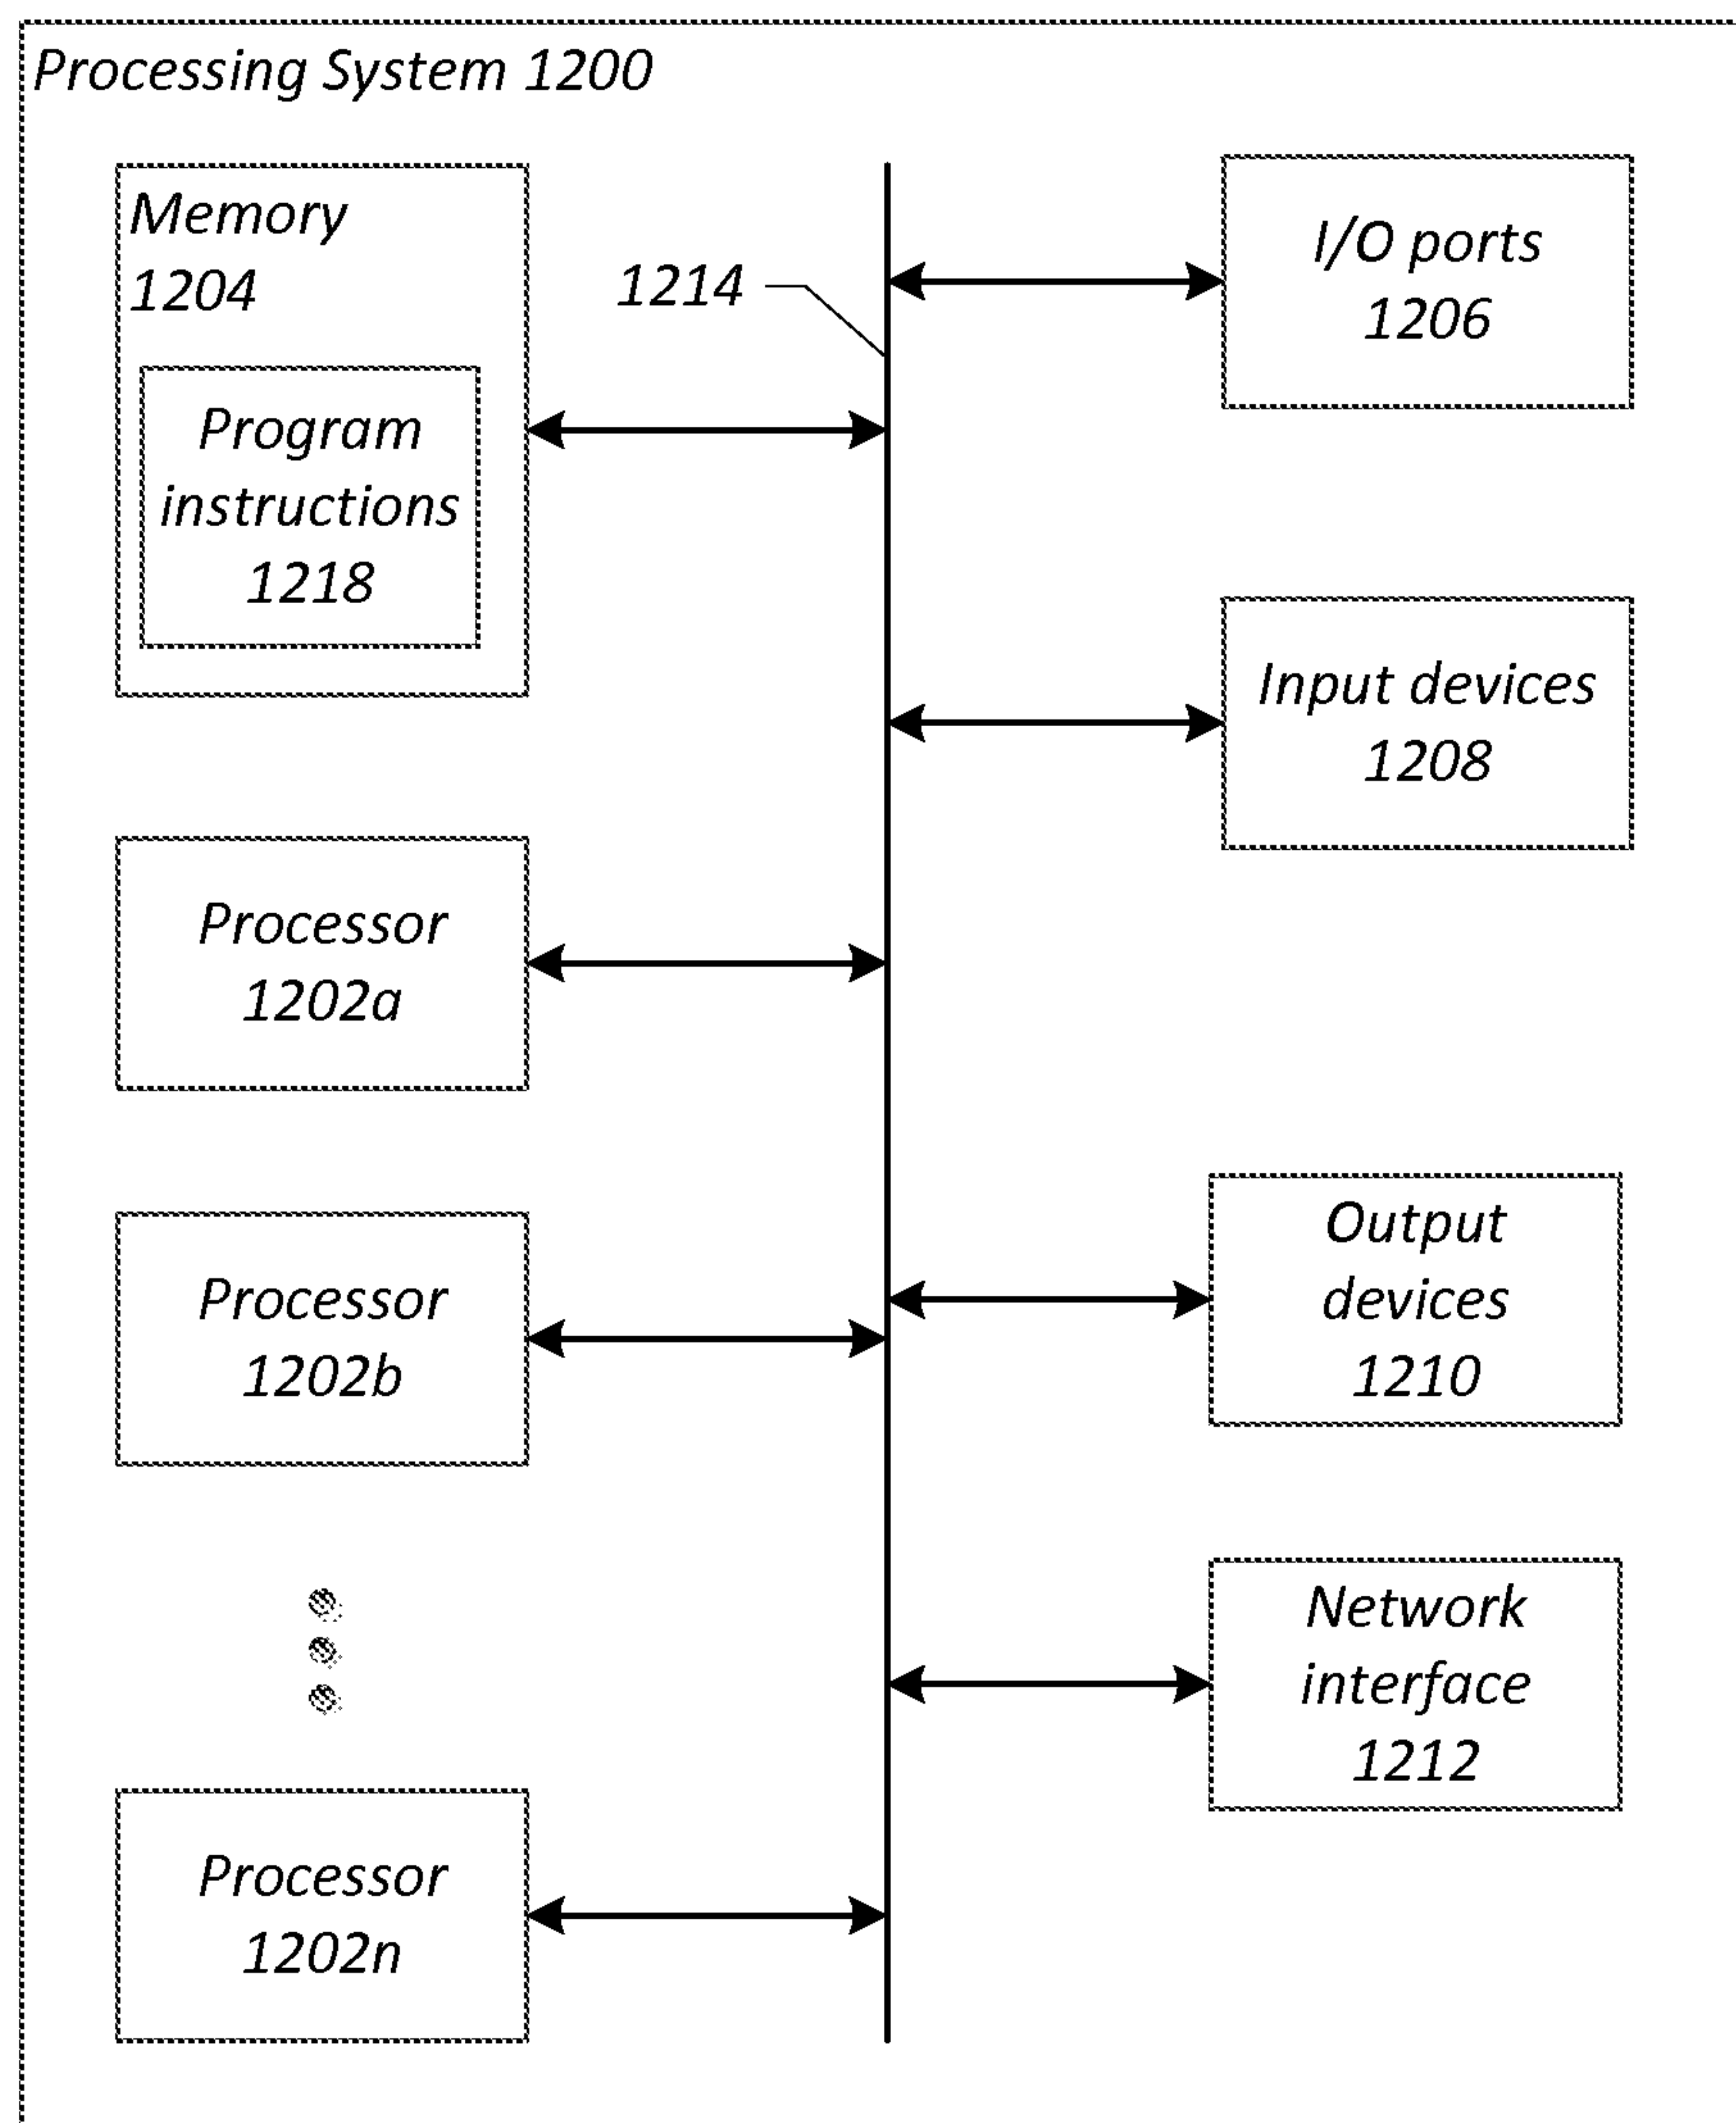 Processing System 1200
Memory
1204
Program
instructions
1218
1214
I/O ports
1206
Input devices
1208
Processor
1202a
Processor
1202b
Output
devices
1210
Network
interface
1212
Processor
1202n